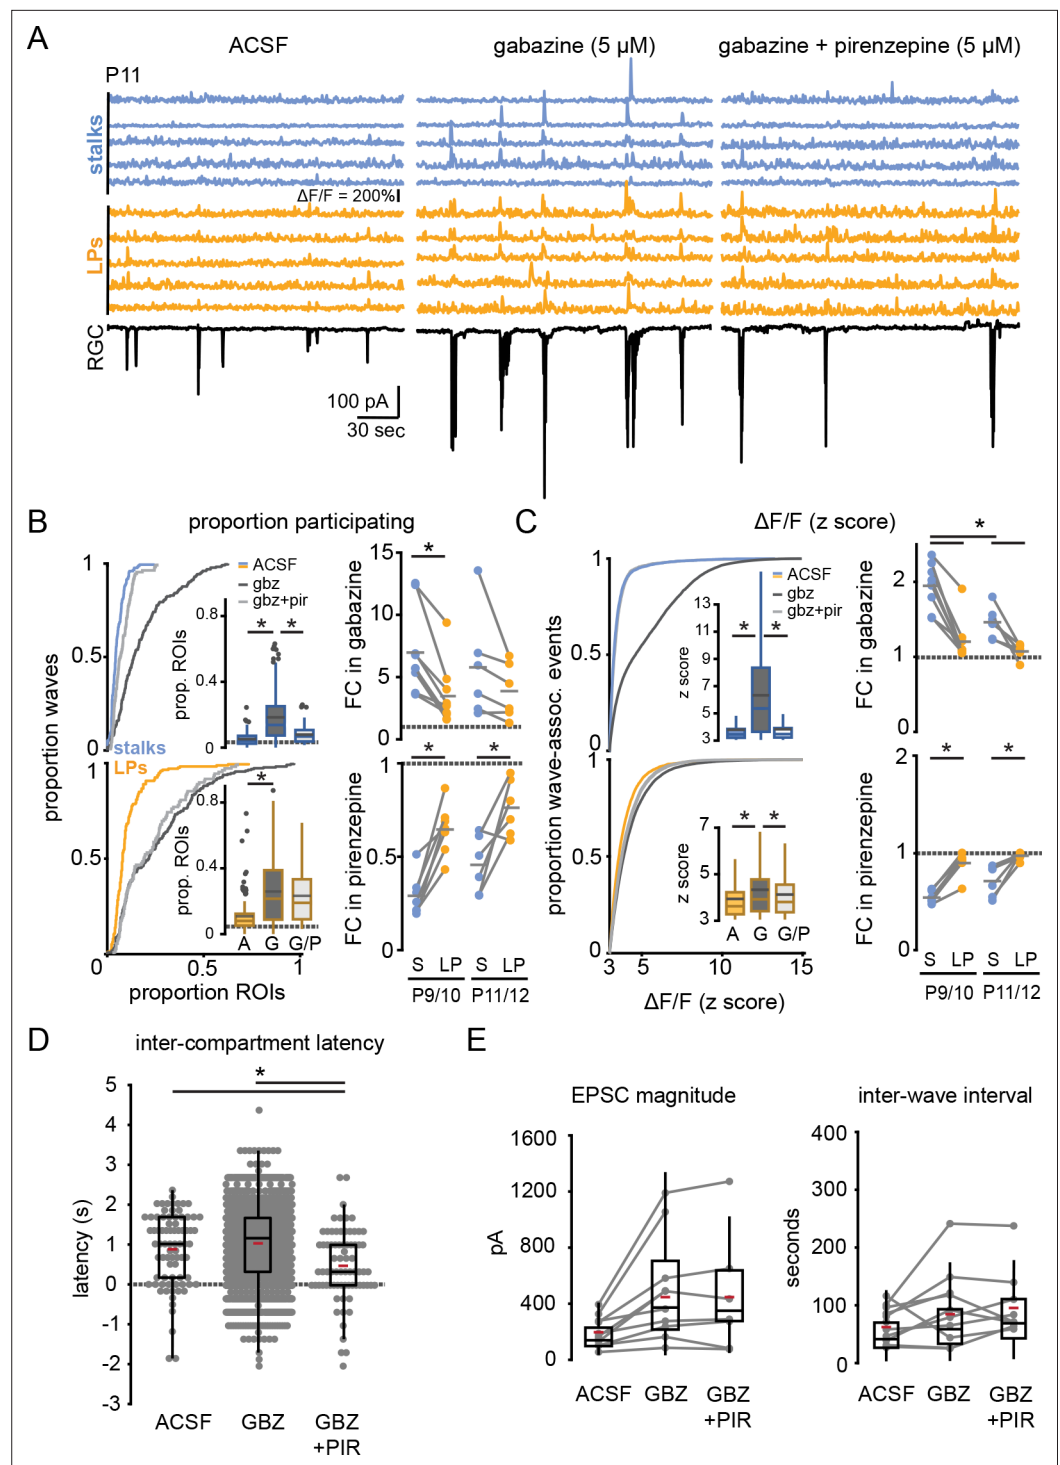 A
ACSF
gabazine (5 µM)
gabazine + pirenzepine (5 µM)
P11
stalks
ΔF/F = 200%
LPs
RGC
100 pA
30 sec
B
proportion participating
proportion waves
1
0.5
0
ACSF
gbz
gbz+pir
prop. ROIs
0.8
0.4
0
* *
stalks
LPs
1
0.5
0
prop. ROIs
0.8
0.4
0
*
A G G/P
0 0.5 1
proportion ROIs
FC in gabazine
15
10
5
0
*
FC in pirenzepine
1
0.5
0
* *
S LP S LP
P9/10 P11/12
C
ΔF/F (z score)
proportion wave-assoc. events
1
0.5
0
ACSF
gbz
gbz+pir
z score
13
11
9
7
5
3
* *
1
0.5
0
z score
7
5
3
* *
A G G/P
3 5 10 15
ΔF/F (z score)
FC in gabazine
2
1
0
*
FC in pirenzepine
2
1
0
* *
S LP S LP
P9/10 P11/12
D
inter-compartment latency
*
latency (s)
5
4
3
2
1
0
-1
-2
-3
ACSF GBZ GBZ
+PIR
E
EPSC magnitude
pA
1600
1200
800
400
0
ACSF GBZ GBZ
+PIR
inter-wave interval
seconds
400
300
200
100
0
ACSF GBZ GBZ
+PIR